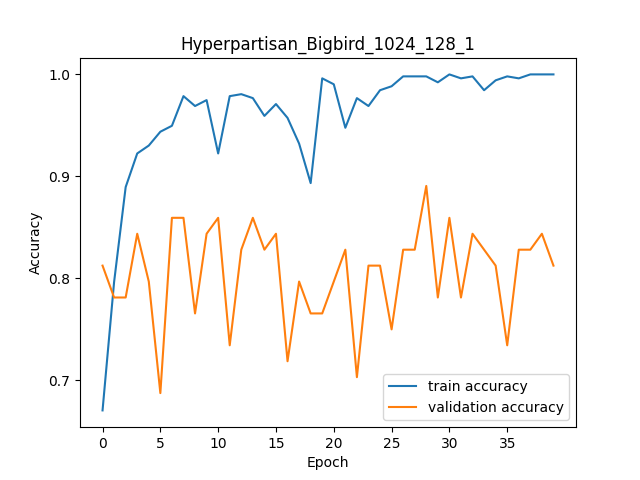 Hyperpartisan_Bigbird_1024_128_1
1.0
0.9
0.8
0.7
Accuracy
train accuracy
validation accuracy
0 5 10 15 20 25 30 35
Epoch